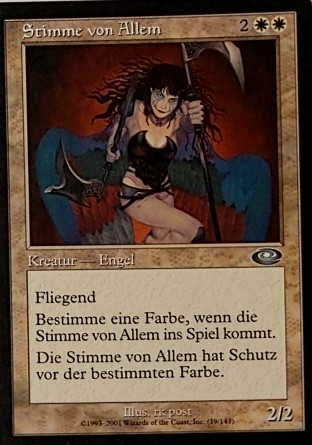 Stimme von Allem 2
Kreatur — Engel
Fliegend
Bestimme eine Farbe, wenn die
Stimme von Allem ins Spiel kommt.
Die Stimme von Allem hat Schutz
vor der bestimmten Farbe.
Illus. rk post
©1993-2001 Wizards of the Coast, Inc. (19/143)
2/2